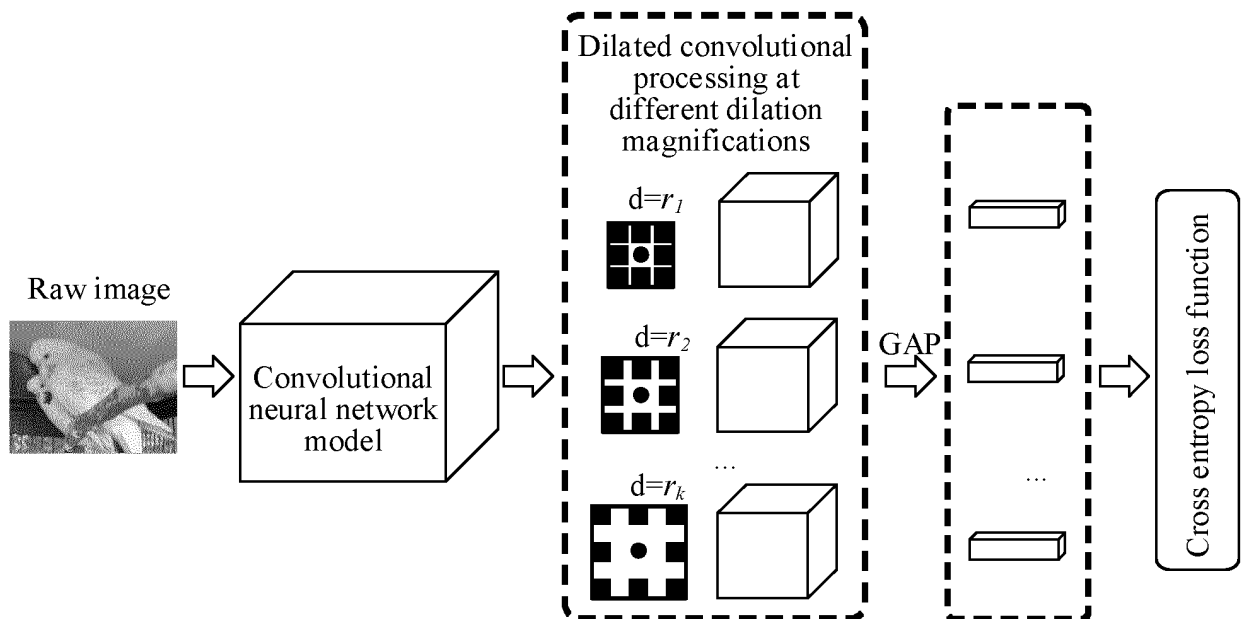 Raw image
Convolutional
neural network
model
Dilated convolutional
processing at
different dilation
magnifications
d=r1
d=r2
...
d=rk
GAP
...
Cross entropy loss function